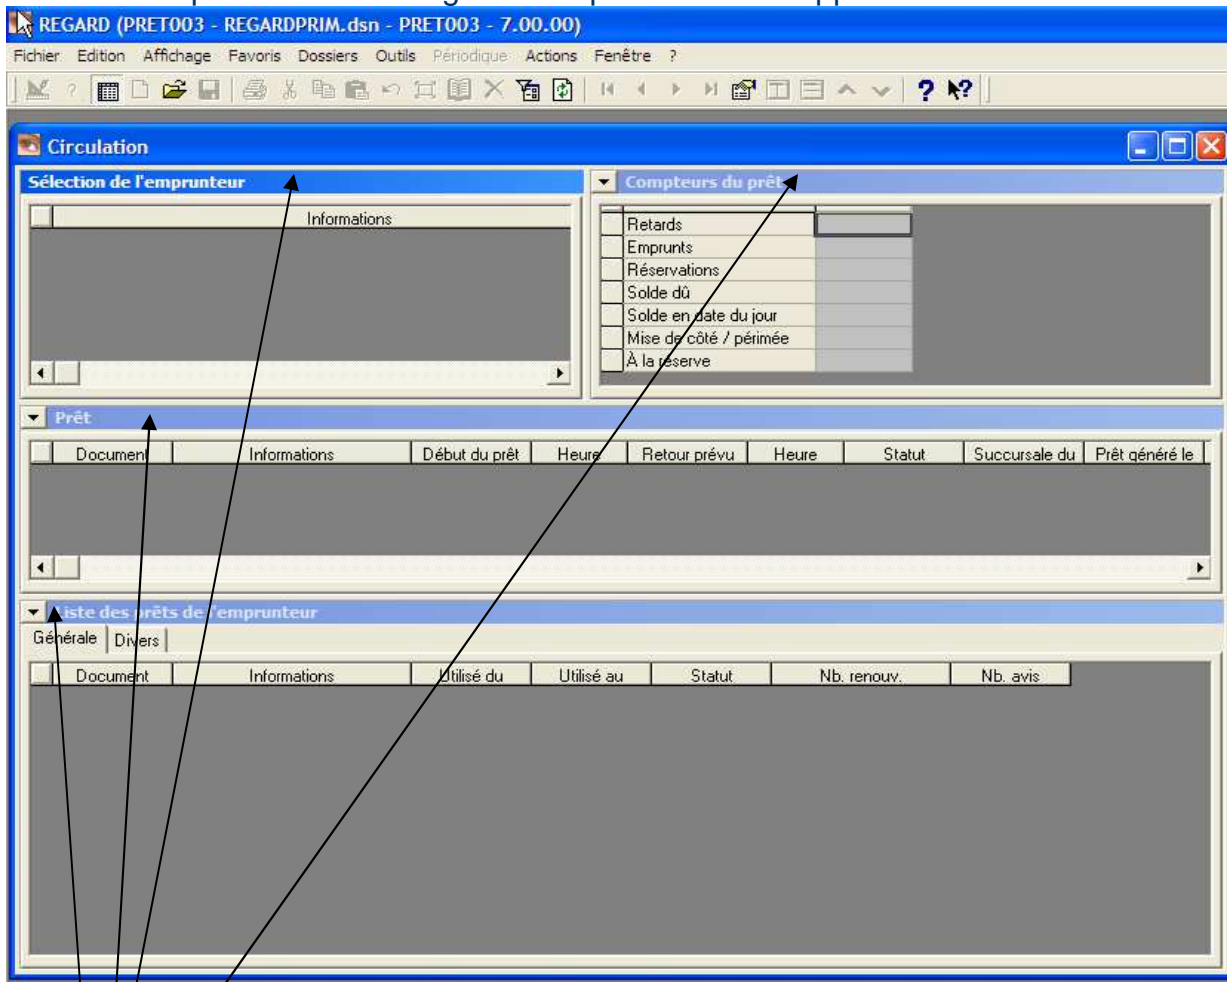 REGARD (PRET003 - REGARDPRIM.dsn - PRET003 - 7.00.00)
Fichier Edition Affichage Favoris Dossiers Outils Périodique Actions Fenêtre ?
Circulation
Sélection de l'emprunteur
Informations
Compteurs du prêt
Retards
Emprunts
Réservations
Solde dû
Solde en date du jour
Mise de côté / périmée
À la réserve
Prêt
Document Informations Début du prêt Heure Retour prévu Heure Statut Succursale du Prêt généré le
Liste des prêts de l'emprunteur
Générale Divers
Document Informations Utilisé du Utilisé au Statut Nb. renouv. Nb. avis